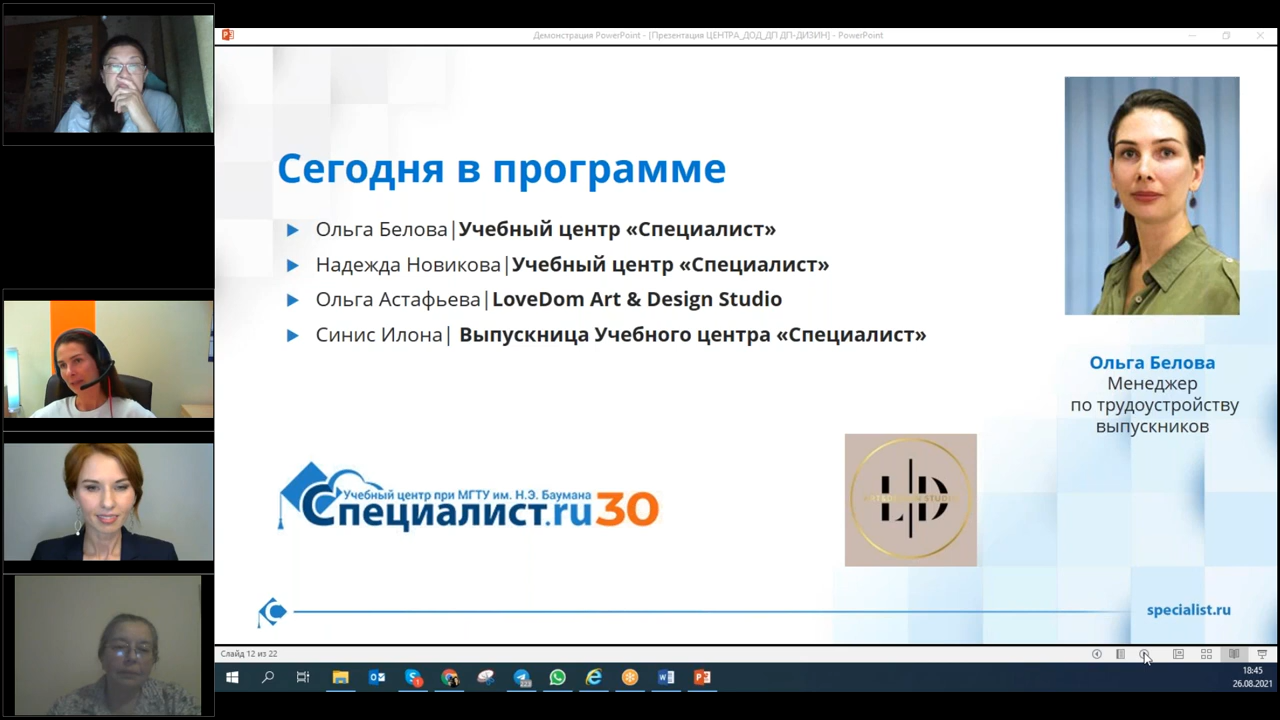 Демонстрация PowerPoint - [Презентация ЦЕНТРА_ДОД_ДП ДП-ДИЗИН] - PowerPoint
Сегодня в программе
Ольга Белова|Учебный центр «Специалист»
Надежда Новикова|Учебный центр «Специалист»
Ольга Астафьева|LoveDom Art & Design Studio
Синис Илона| Выпускница Учебного центра «Специалист»
Ольга Белова
Менеджер
по трудоустройству
выпускников
Учебный центр при МГТУ им. Н.Э. Баумана
Специалист.ru 30
LD
specialist.ru
Слайд 12 из 22
18:45
26.08.2021